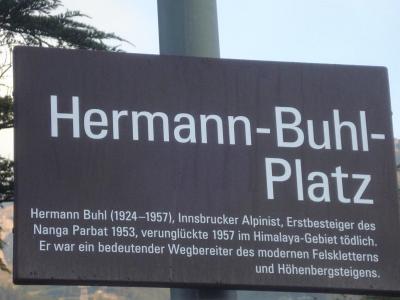 Hermann-Buhl-
Platz
Hermann Buhl (1924–1957), Innsbrucker Alpinist, Erstbesteiger des
Nanga Parbat 1953, verunglückte 1957 im Himalaya-Gebiet tödlich.
Er war ein bedeutender Wegbereiter des modernen Felskletterns
und Höhenbergsteigens.